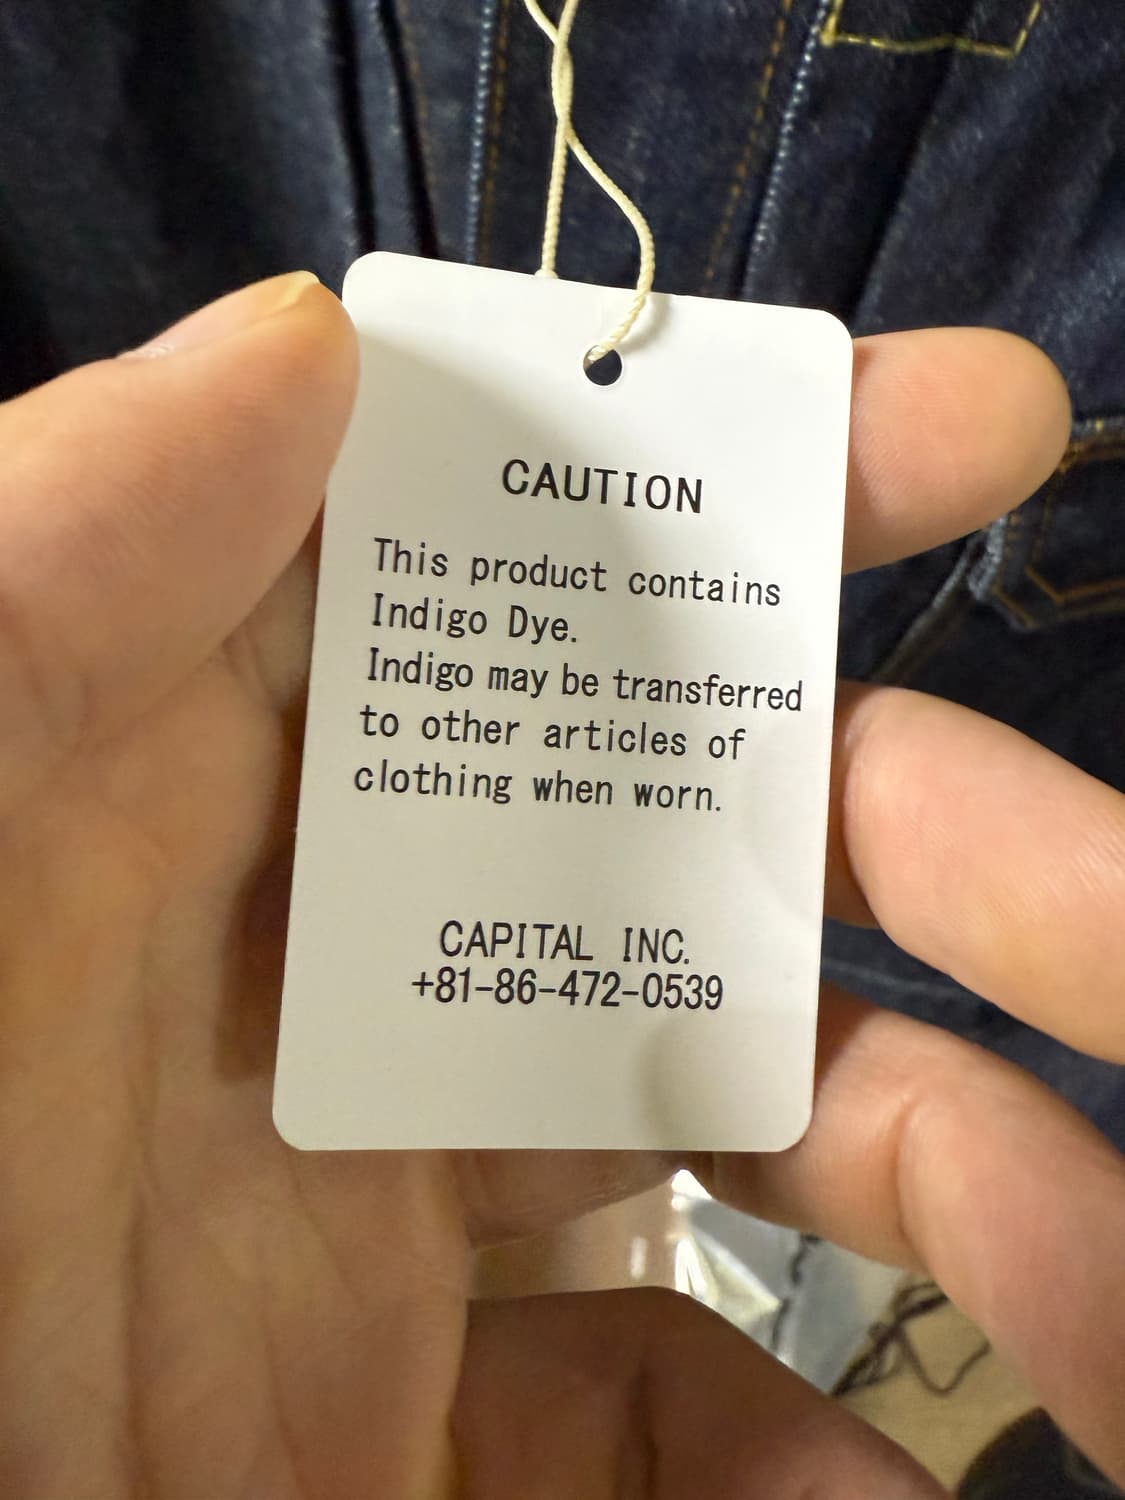 CAUTION
This product contains
Indigo Dye.
Indigo may be transferred
to other articles of
clothing when worn.
CAPITAL INC.
+81-86-472-0539